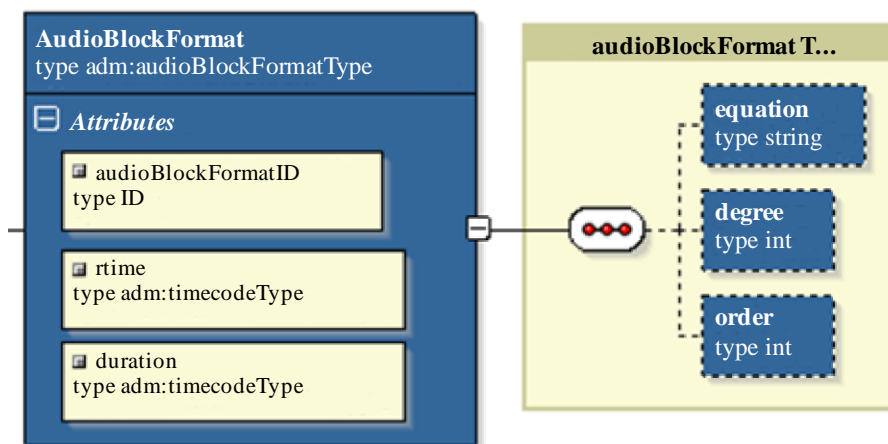 AudioBlockFormat
type adm:audioBlockFormatType
Attributes
audioBlockFormatID
type ID
rtime
type adm:timecodeType
duration
type adm:timecodeType
audioBlockFormat T...
equation
type string
degree
type int
order
type int